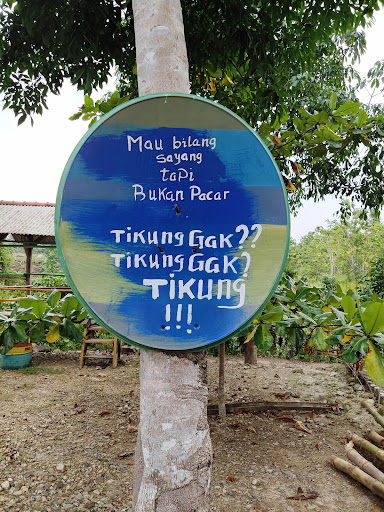 Mau bilang
sayang
tapi
Bukan Pacar
Tikung Gak??
Tikung Gak?
Tikung
!!!